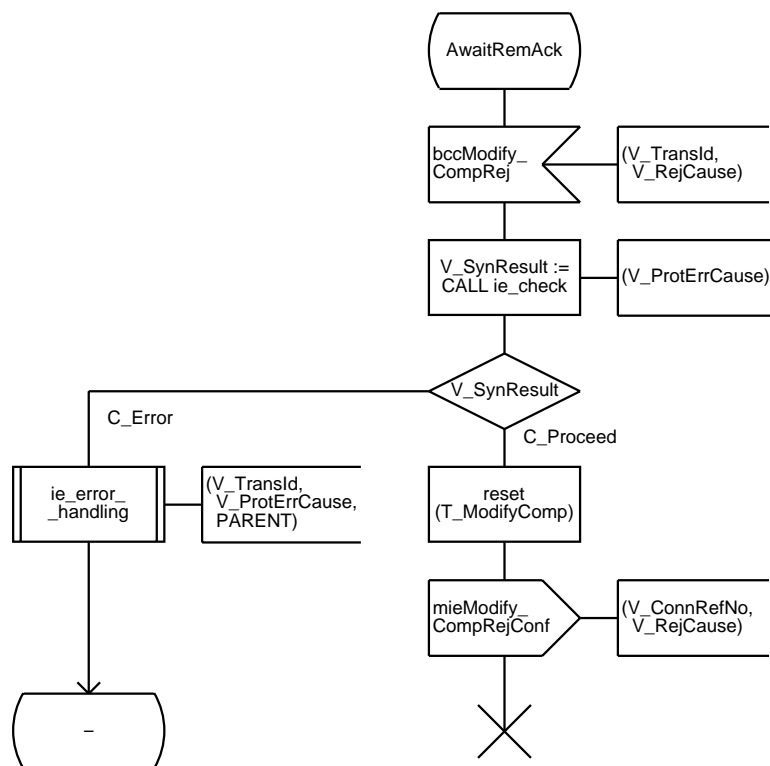 AwaitRemAck
bccModify_
CompRej
(V_TransId,
V_RejCause)
V_SynResult :=
CALL ie_check
(V_ProtErrCause)
V_SynResult
C_Error
C_Proceed
ie_error_
_handling
(V_TransId,
V_ProtErrCause,
PARENT)
reset
(T_ModifyComp)
mieModify_
CompRejConf
(V_ConnRefNo,
V_RejCause)
–